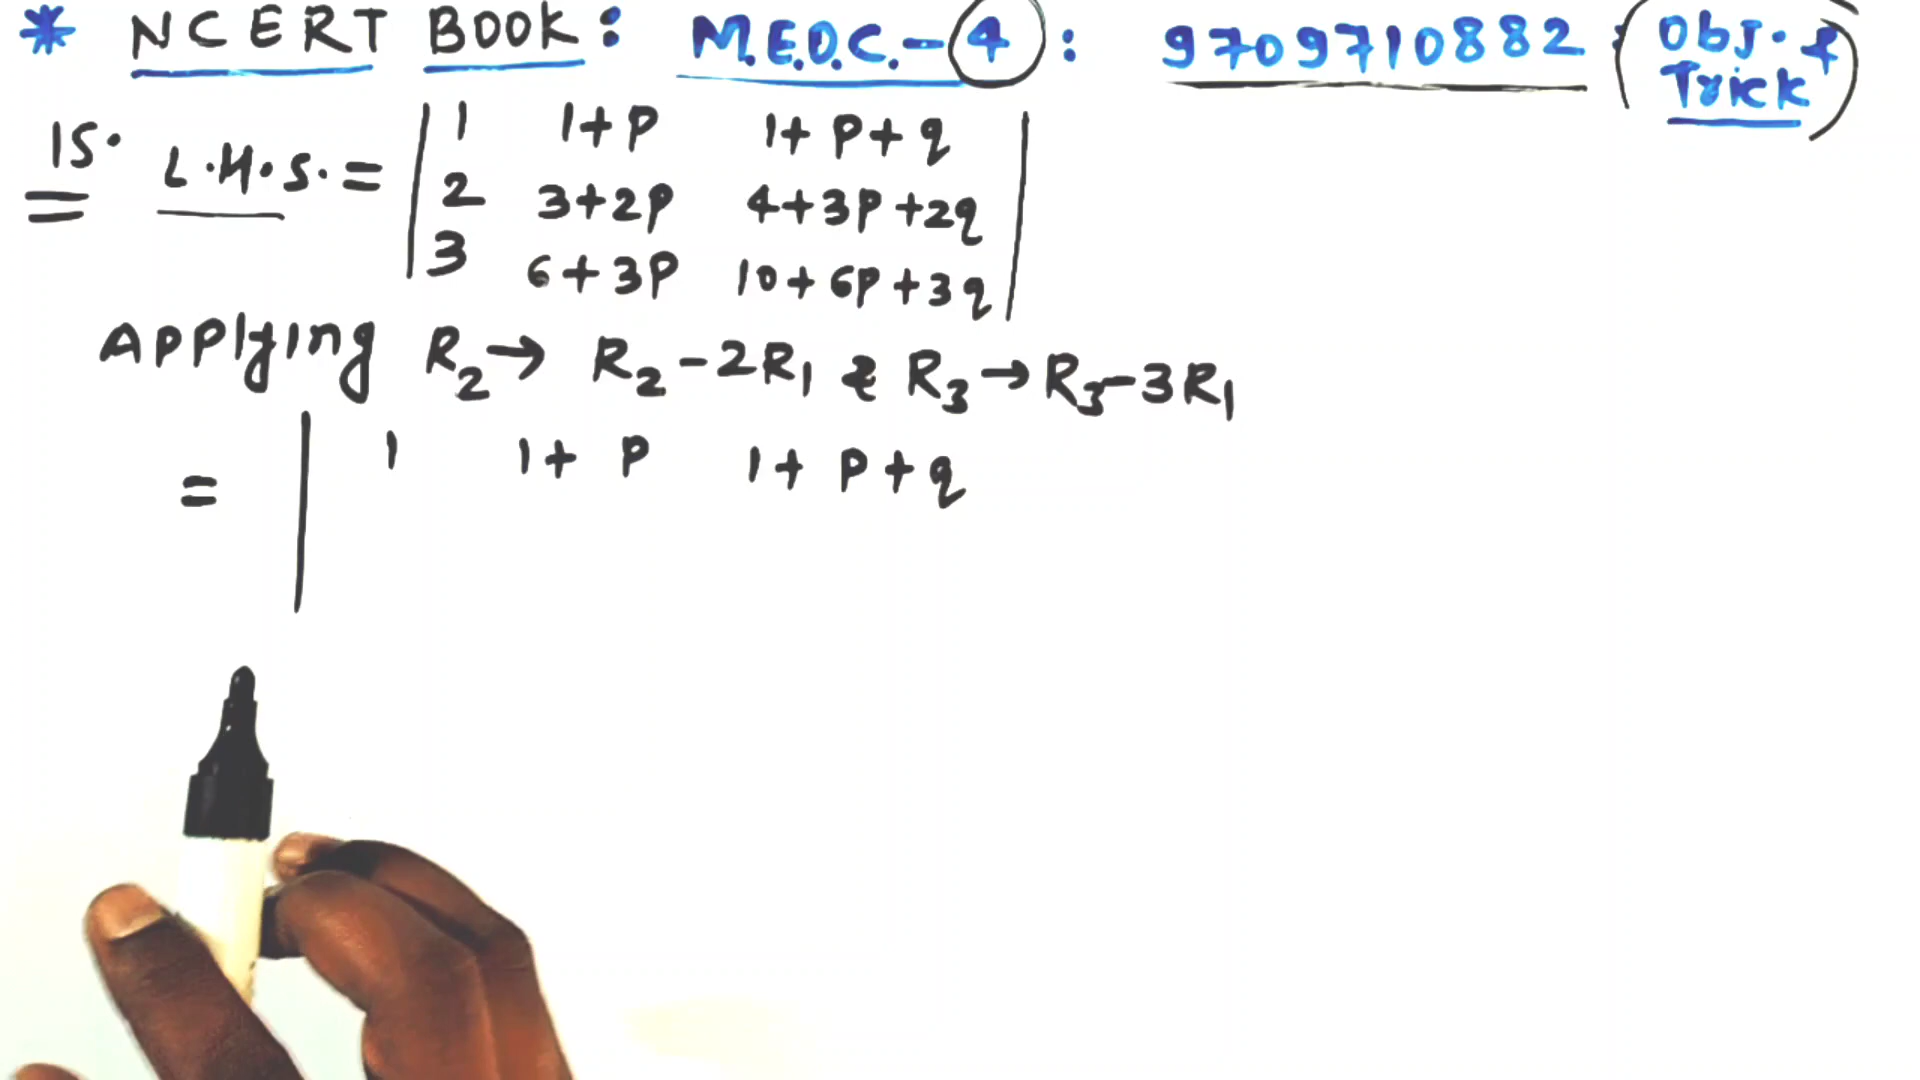 * NCERT BOOK: M.E.O.C.-4: 9709710882: (Obj. & Trick)
15. L.H.S. = | 1 1+p 1+p+q |
| 2 3+2p 4+3p+2q |
| 3 6+3p 10+6p+3q |
Applying R₂→ R₂-2R₁ & R₃→R₃-3R₁
= | 1 1+p 1+p+q